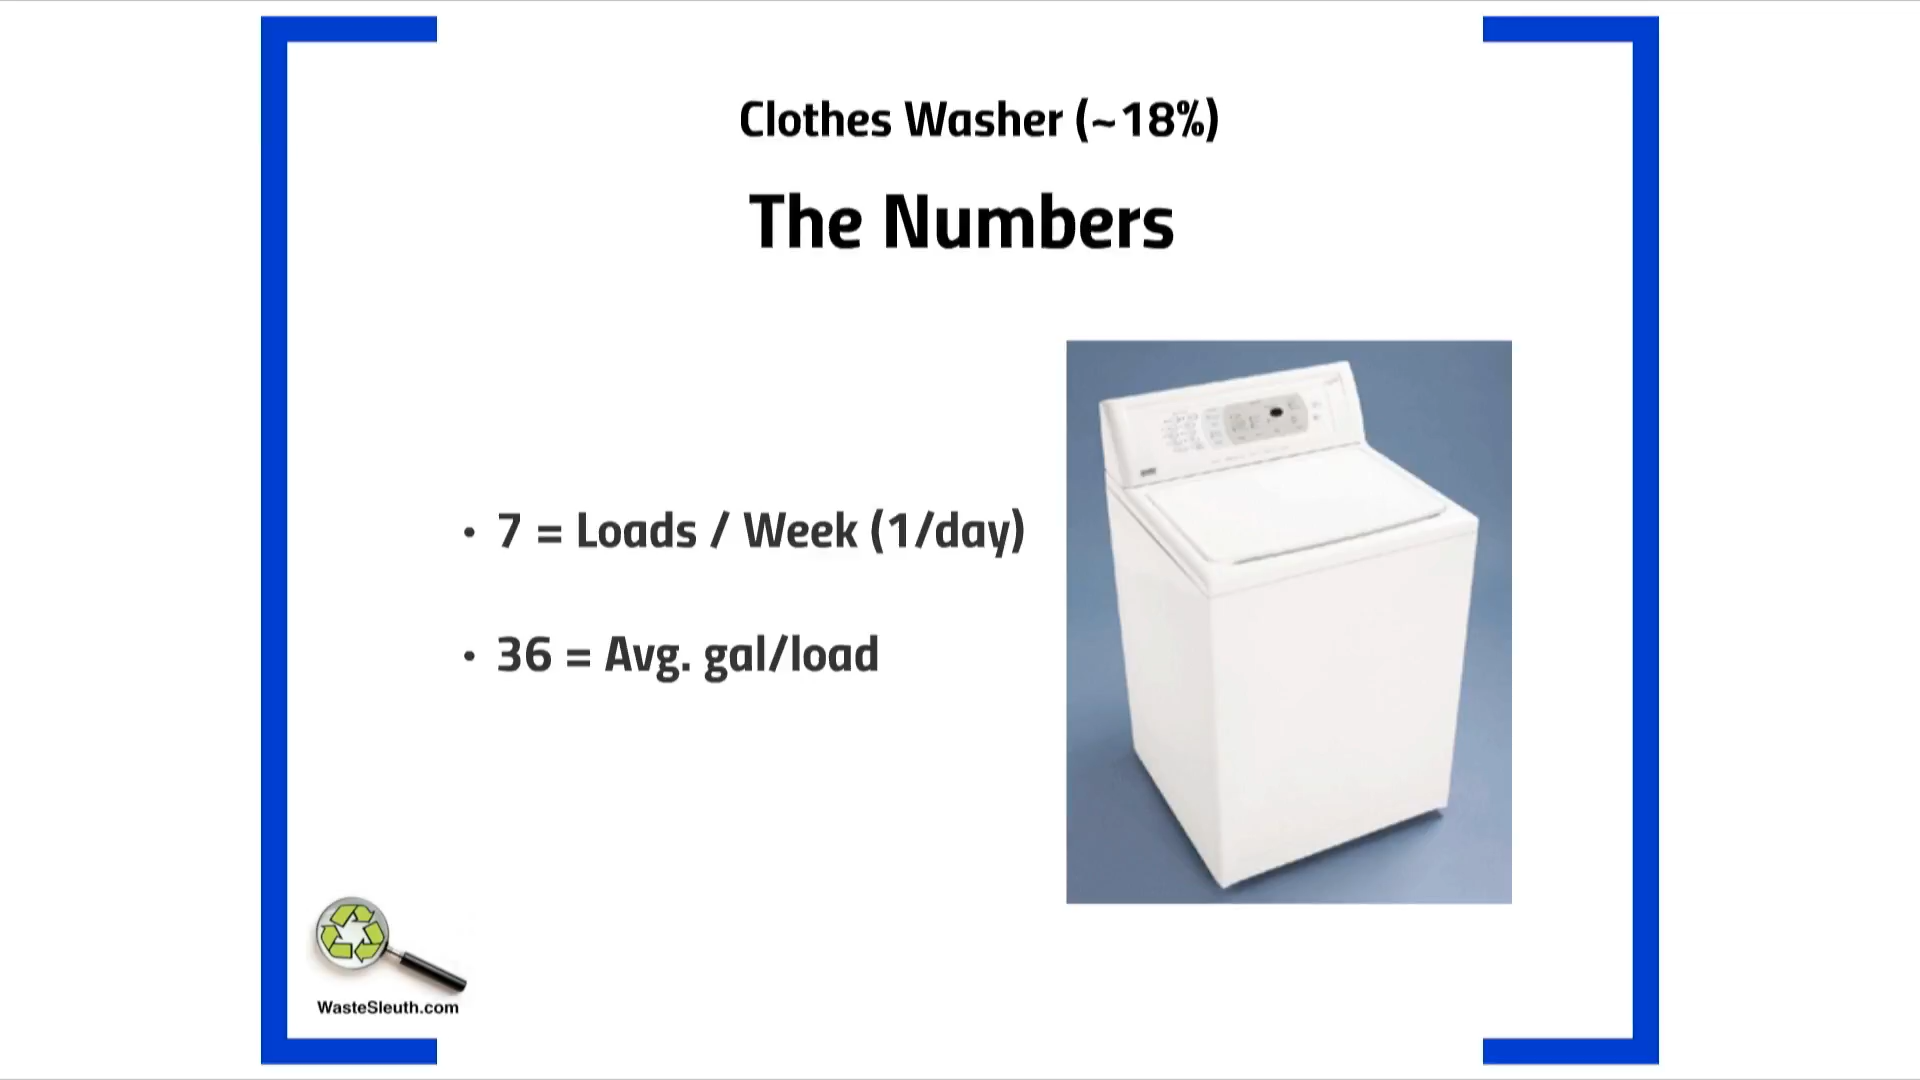 Clothes Washer (~18%)
The Numbers
• 7 = Loads / Week (1/day)
• 36 = Avg. gal/load
WasteSleuth.com